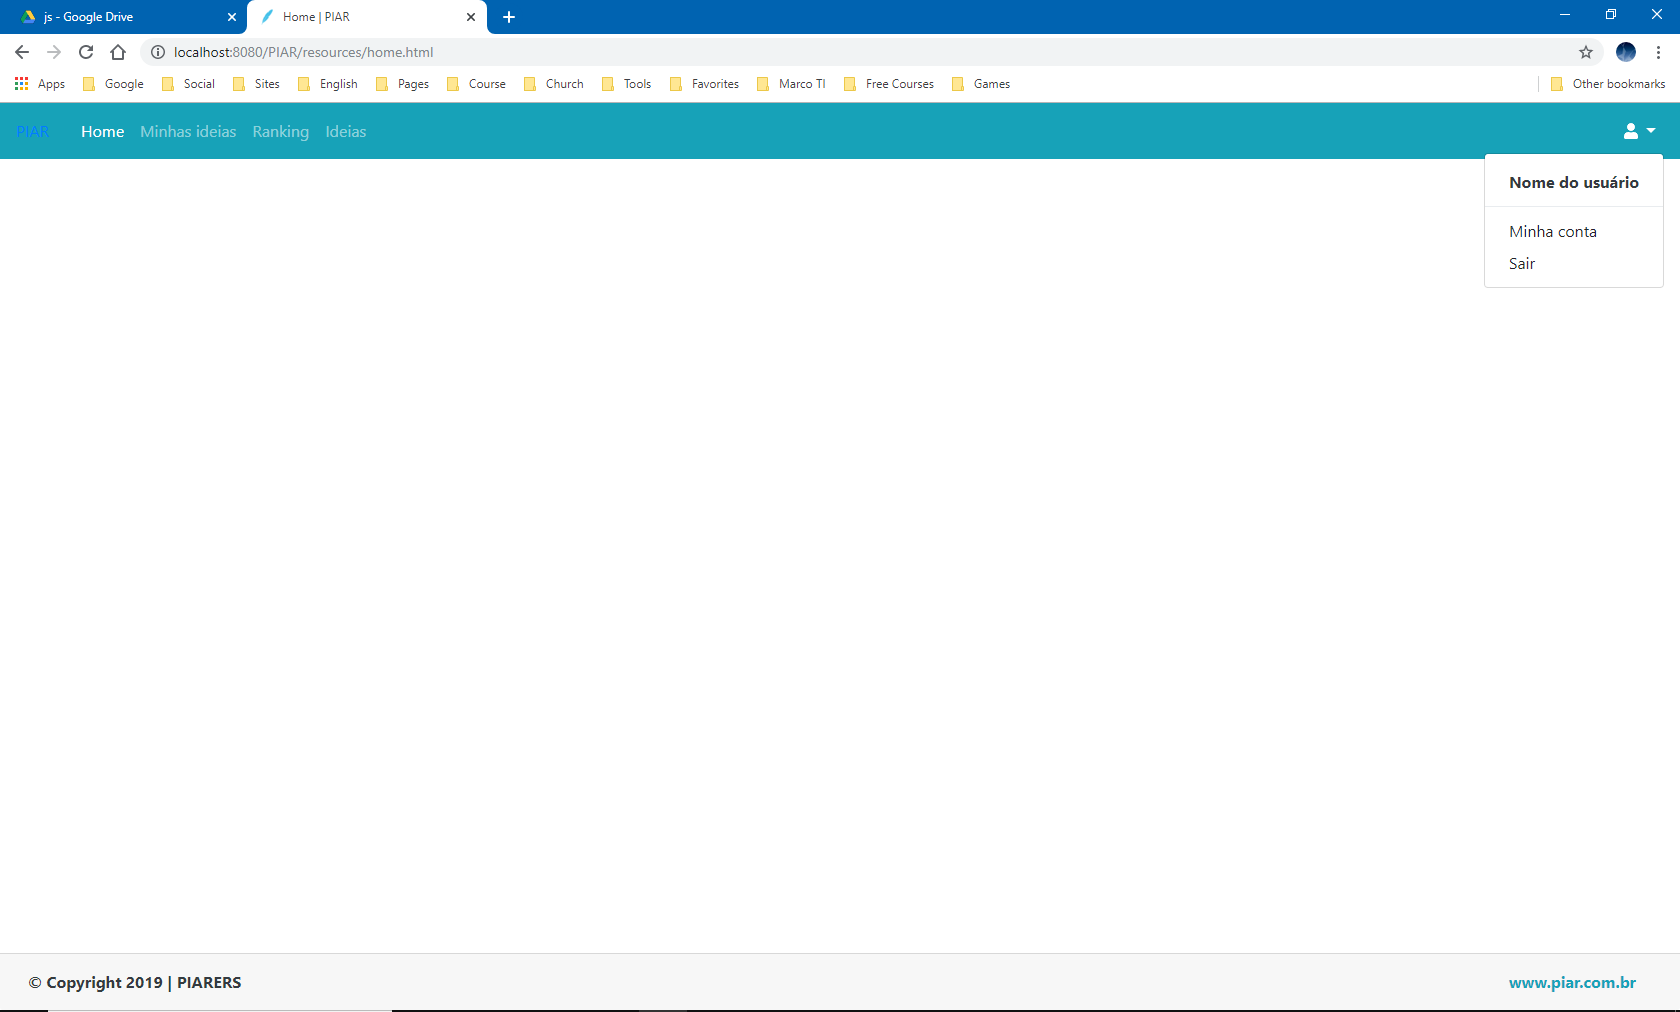 js - Google Drive
Home | PIAR
localhost:8080/PIAR/resources/home.html
Apps Google Social Sites English Pages Course Church Tools Favorites Marco TI Free Courses Games Other bookmarks
PIAR Home Minhas ideias Ranking Ideias
Nome do usuário
Minha conta
Sair
© Copyright 2019 | PIARERS www.piar.com.br